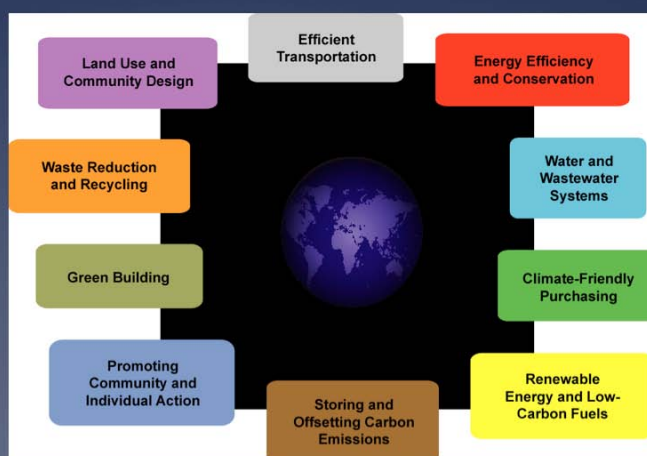 Efficient
Transportation
Land Use and
Community Design
Energy Efficiency
and Conservation
Waste Reduction
and Recycling
Water and
Wastewater
Systems
Green Building
Climate-Friendly
Purchasing
Promoting
Community and
Individual Action
Storing and
Offsetting Carbon
Emissions
Renewable
Energy and Low-
Carbon Fuels